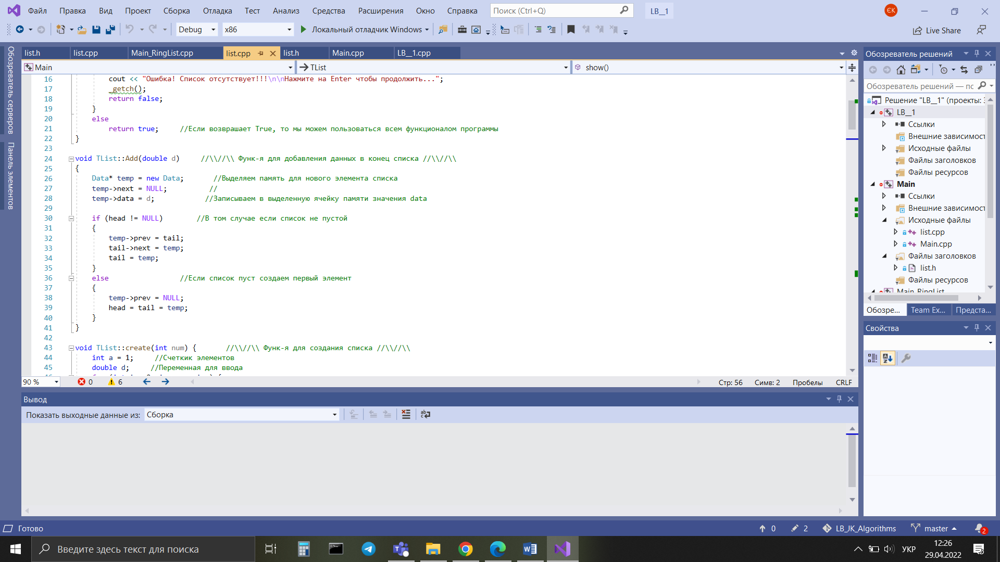 Файл Правка Вид Проект Сборка Отладка Тест Анализ Средства Расширения Окно Справка Поиск (Ctrl+Q) LB__1 ЄК
Debug x86 Локальный отладчик Windows Live Share
Обозреватель серверов
Панель элементов
list.h list.cpp Main_RingList.cpp list.cpp list.h Main.cpp LB__1.cpp
Main TList show()
16 cout << "Ошибка! Список отсутствует!!!\n\nНажмите на Enter чтобы продолжить...";
17 _getch();
18 return false;
19 }
20 else
21 return true; //Если возврашает True, то мы можем пользоваться всем функционалом программы
22 }
23
24 void TList::Add(double d) //\\//\\ Функ-я для добавления данных в конец списка //\\//\\
25 {
26 Data* temp = new Data; //Выделяем память для нового элемента списка
27 temp->next = NULL; //
28 temp->data = d; //Записываем в выделенную ячейку памяти значения data
29
30 if (head != NULL) //В том случае если список не пустой
31 {
32 temp->prev = tail;
33 tail->next = temp;
34 tail = temp;
35 }
36 else //Если список пуст создаем первый элемент
37 {
38 temp->prev = NULL;
39 head = tail = temp;
40 }
41 }
42
43 void TList::create(int num) { //\\//\\ Функ-я для создания списка //\\//\\
44 int a = 1; //Счеткик элементов
45 double d; //Переменная для ввода
90 % 0 6 Стр: 56 Симв: 2 Пробелы CRLF
Вывод
Показать выходные данные из: Сборка
Обозреватель решений
Обозреватель решений — пс
Решение "LB__1" (проекты: 3
LB__1
Ссылки
Внешние зависимост
Исходные файлы
Файлы заголовков
Файлы ресурсов
Main
Ссылки
Внешние зависимост
Исходные файлы
list.cpp
Main.cpp
Файлы заголовков
list.h
Файлы ресурсов
Main_RingList
Обозре... Team Ex... Предста...
Свойства
Готово 0 2 LB_JK_Algorithms master 2
Введите здесь текст для поиска УКР 12:26
29.04.2022